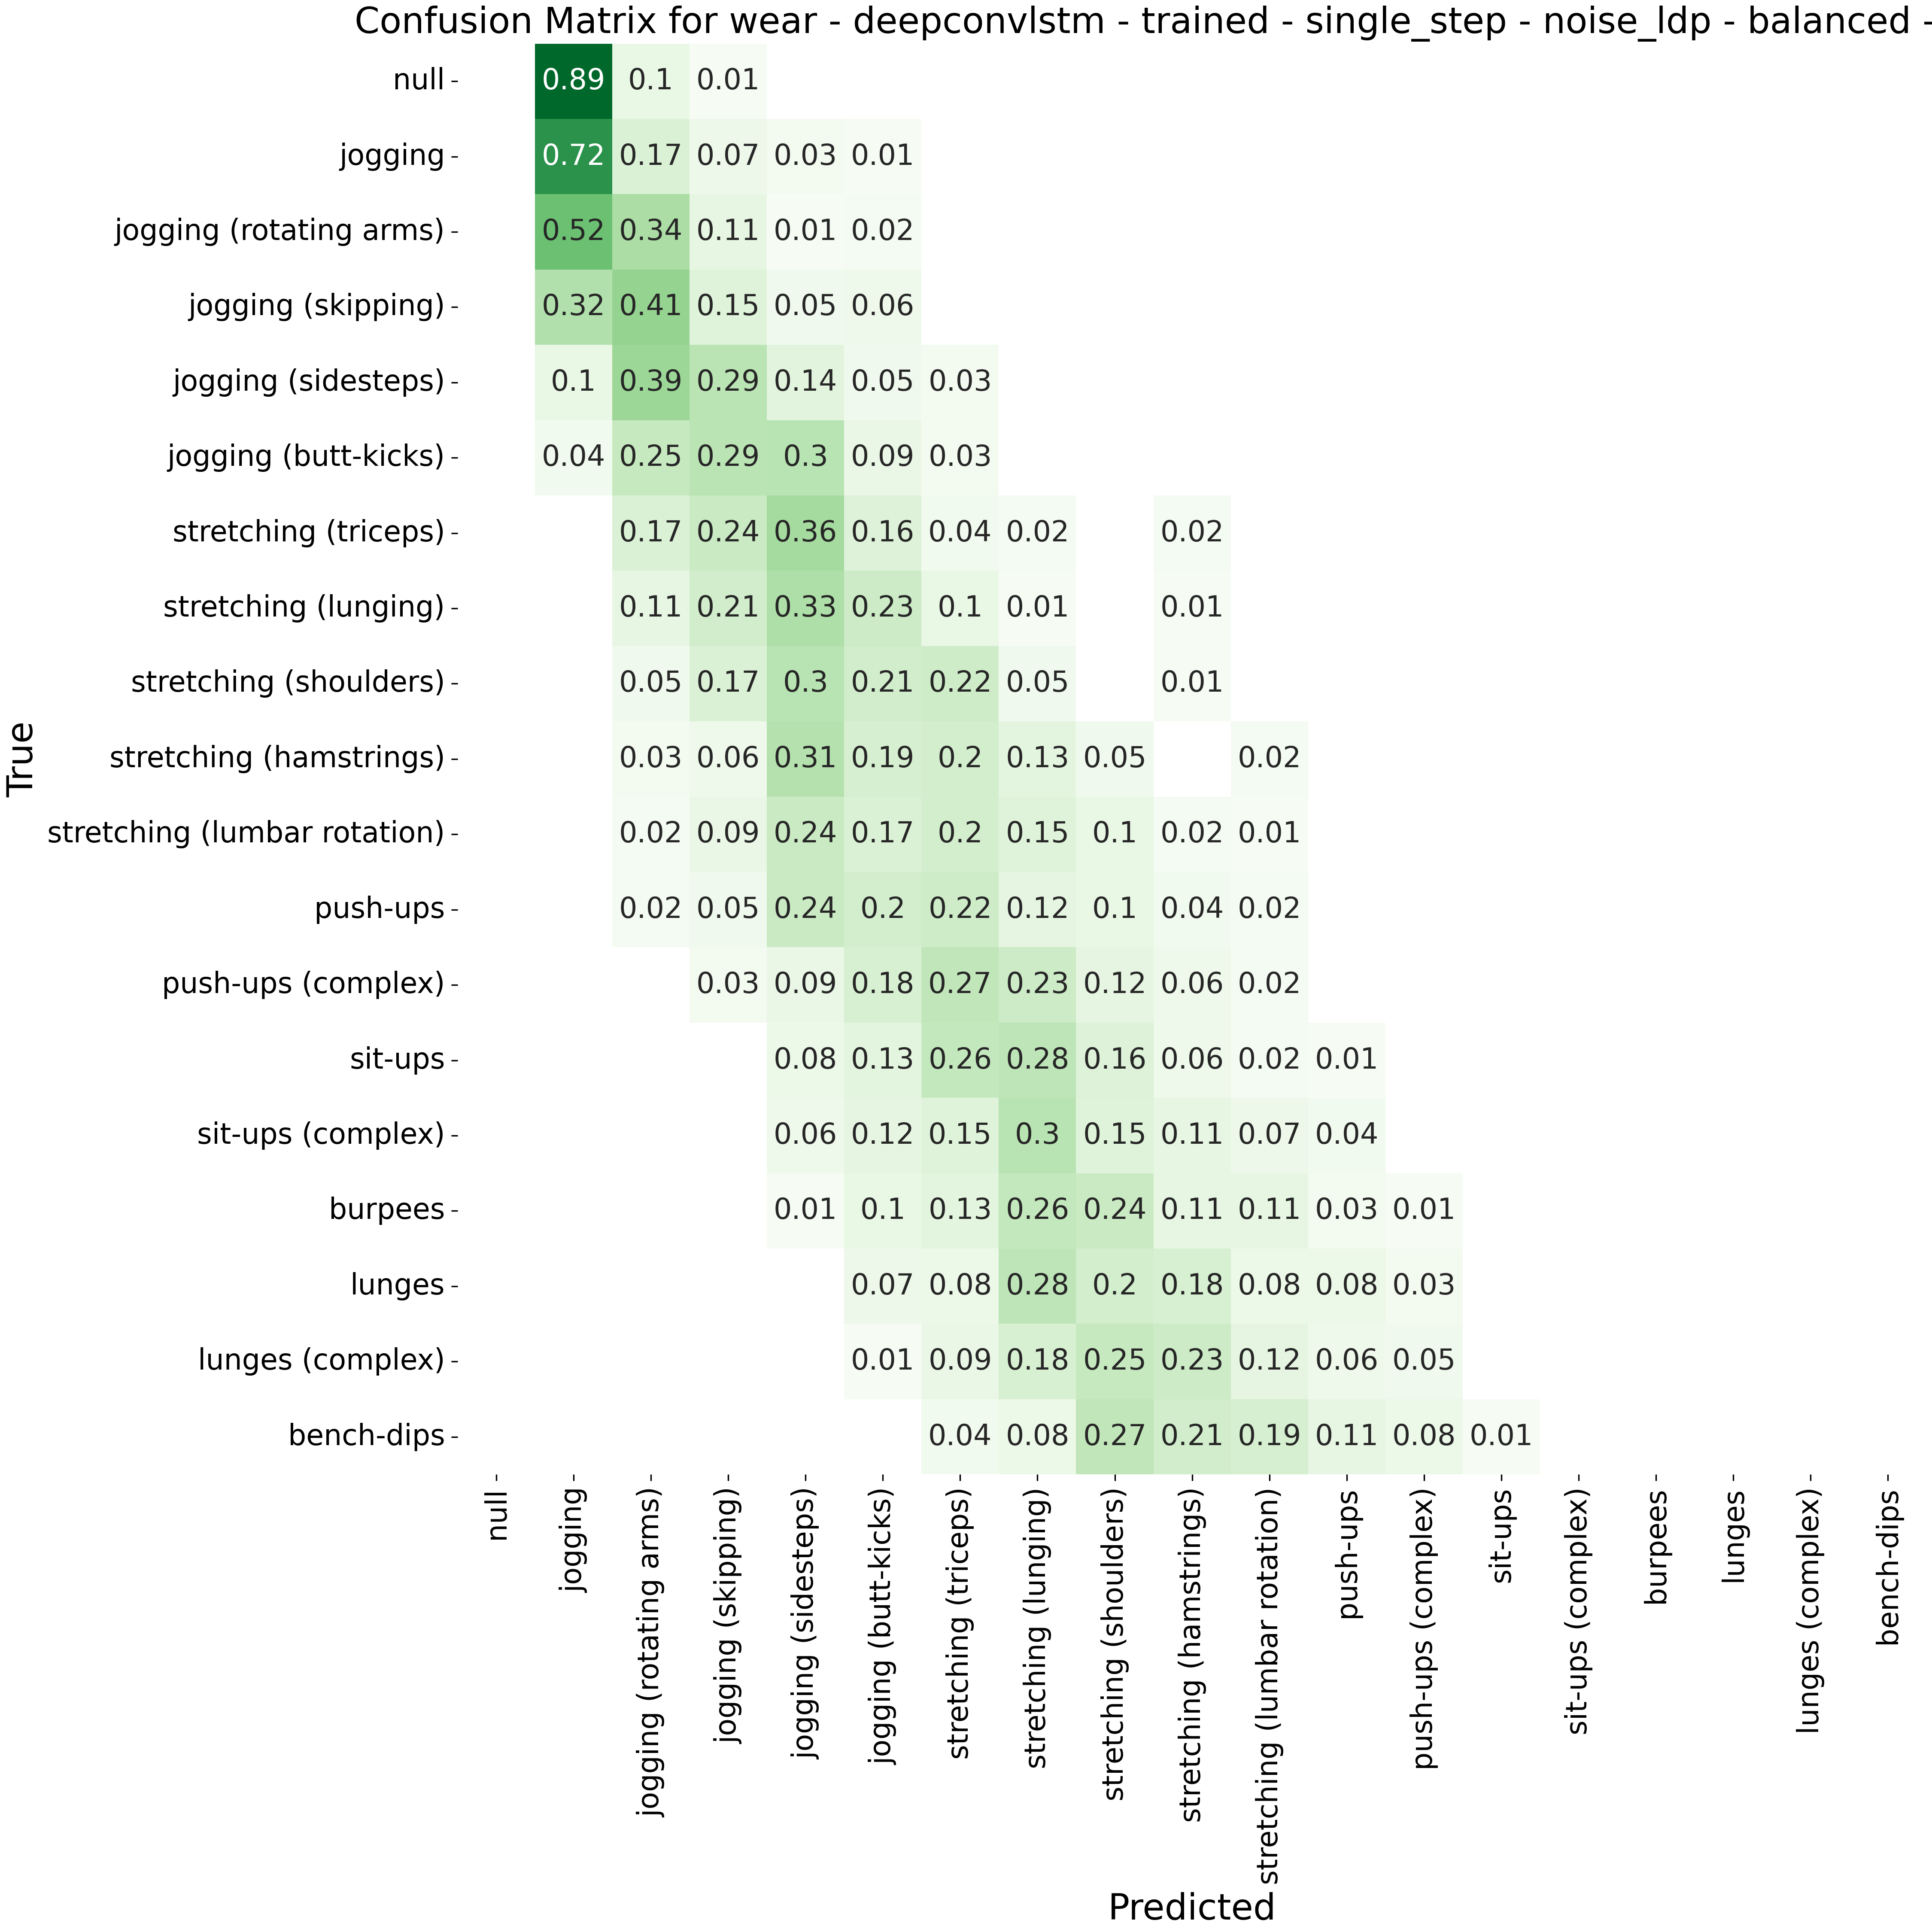 Confusion Matrix for wear - deepconvlstm - trained - single_step - noise_ldp - balanced -
null 0.89 0.1 0.01
jogging 0.72 0.17 0.07 0.03 0.01
jogging (rotating arms) 0.52 0.34 0.11 0.01 0.02
jogging (skipping) 0.32 0.41 0.15 0.05 0.06
jogging (sidesteps) 0.1 0.39 0.29 0.14 0.05 0.03
jogging (butt-kicks) 0.04 0.25 0.29 0.3 0.09 0.03
stretching (triceps) 0.17 0.24 0.36 0.16 0.04 0.02 0.02
stretching (lunging) 0.11 0.21 0.33 0.23 0.1 0.01 0.01
stretching (shoulders) 0.05 0.17 0.3 0.21 0.22 0.05 0.01
stretching (hamstrings) 0.03 0.06 0.31 0.19 0.2 0.13 0.05 0.02
stretching (lumbar rotation) 0.02 0.09 0.24 0.17 0.2 0.15 0.1 0.02 0.01
push-ups 0.02 0.05 0.24 0.2 0.22 0.12 0.1 0.04 0.02
push-ups (complex) 0.03 0.09 0.18 0.27 0.23 0.12 0.06 0.02
sit-ups 0.08 0.13 0.26 0.28 0.16 0.06 0.02 0.01
sit-ups (complex) 0.06 0.12 0.15 0.3 0.15 0.11 0.07 0.04
burpees 0.01 0.1 0.13 0.26 0.24 0.11 0.11 0.03 0.01
lunges 0.07 0.08 0.28 0.2 0.18 0.08 0.08 0.03
lunges (complex) 0.01 0.09 0.18 0.25 0.23 0.12 0.06 0.05
bench-dips 0.04 0.08 0.27 0.21 0.19 0.11 0.08 0.01
True
null
jogging
jogging (rotating arms)
jogging (skipping)
jogging (sidesteps)
jogging (butt-kicks)
stretching (triceps)
stretching (lunging)
stretching (shoulders)
stretching (hamstrings)
stretching (lumbar rotation)
push-ups
push-ups (complex)
sit-ups
sit-ups (complex)
burpees
lunges
lunges (complex)
bench-dips
Predicted